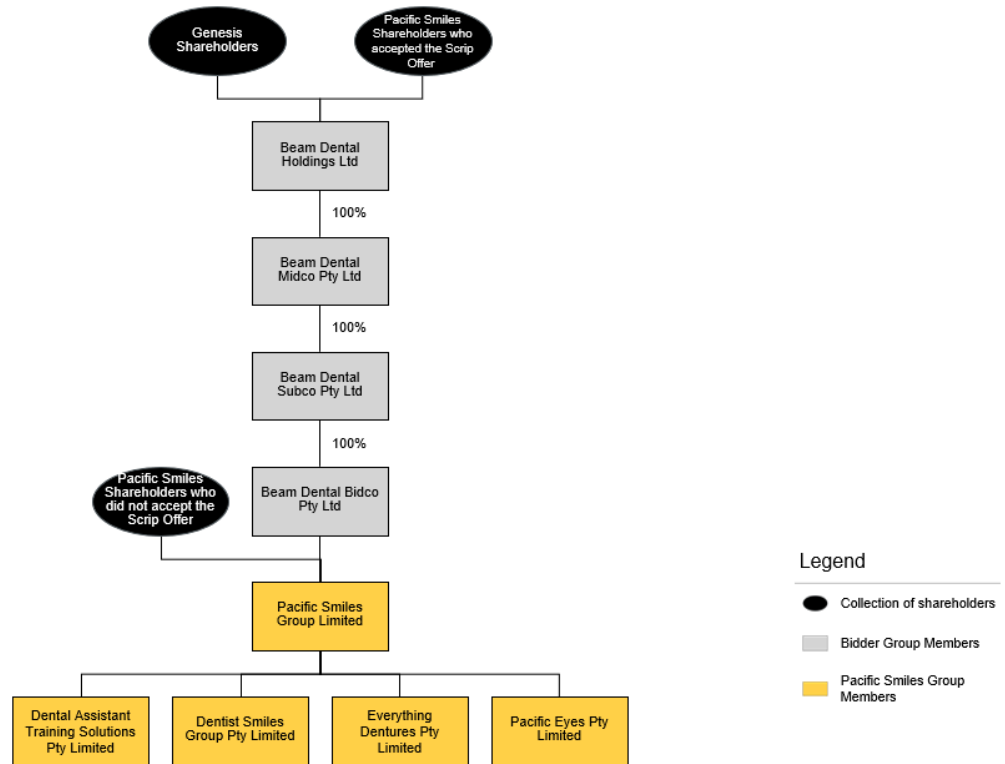 Genesis
Shareholders
Pacific Smiles
Shareholders who
accepted the Scrip
Offer
Beam Dental
Holdings Ltd
100%
Beam Dental
Midco Pty Ltd
100%
Beam Dental
Subco Pty Ltd
100%
Pacific Smiles
Shareholders who
did not accept the
Scrip Offer
Beam Dental Bidco
Pty Ltd
Pacific Smiles
Group Limited
Dental Assistant
Training Solutions
Pty Limited
Dentist Smiles
Group Pty Limited
Everything
Dentures Pty
Limited
Pacific Eyes Pty
Limited
Legend
Collection of shareholders
Bidder Group Members
Pacific Smiles Group
Members